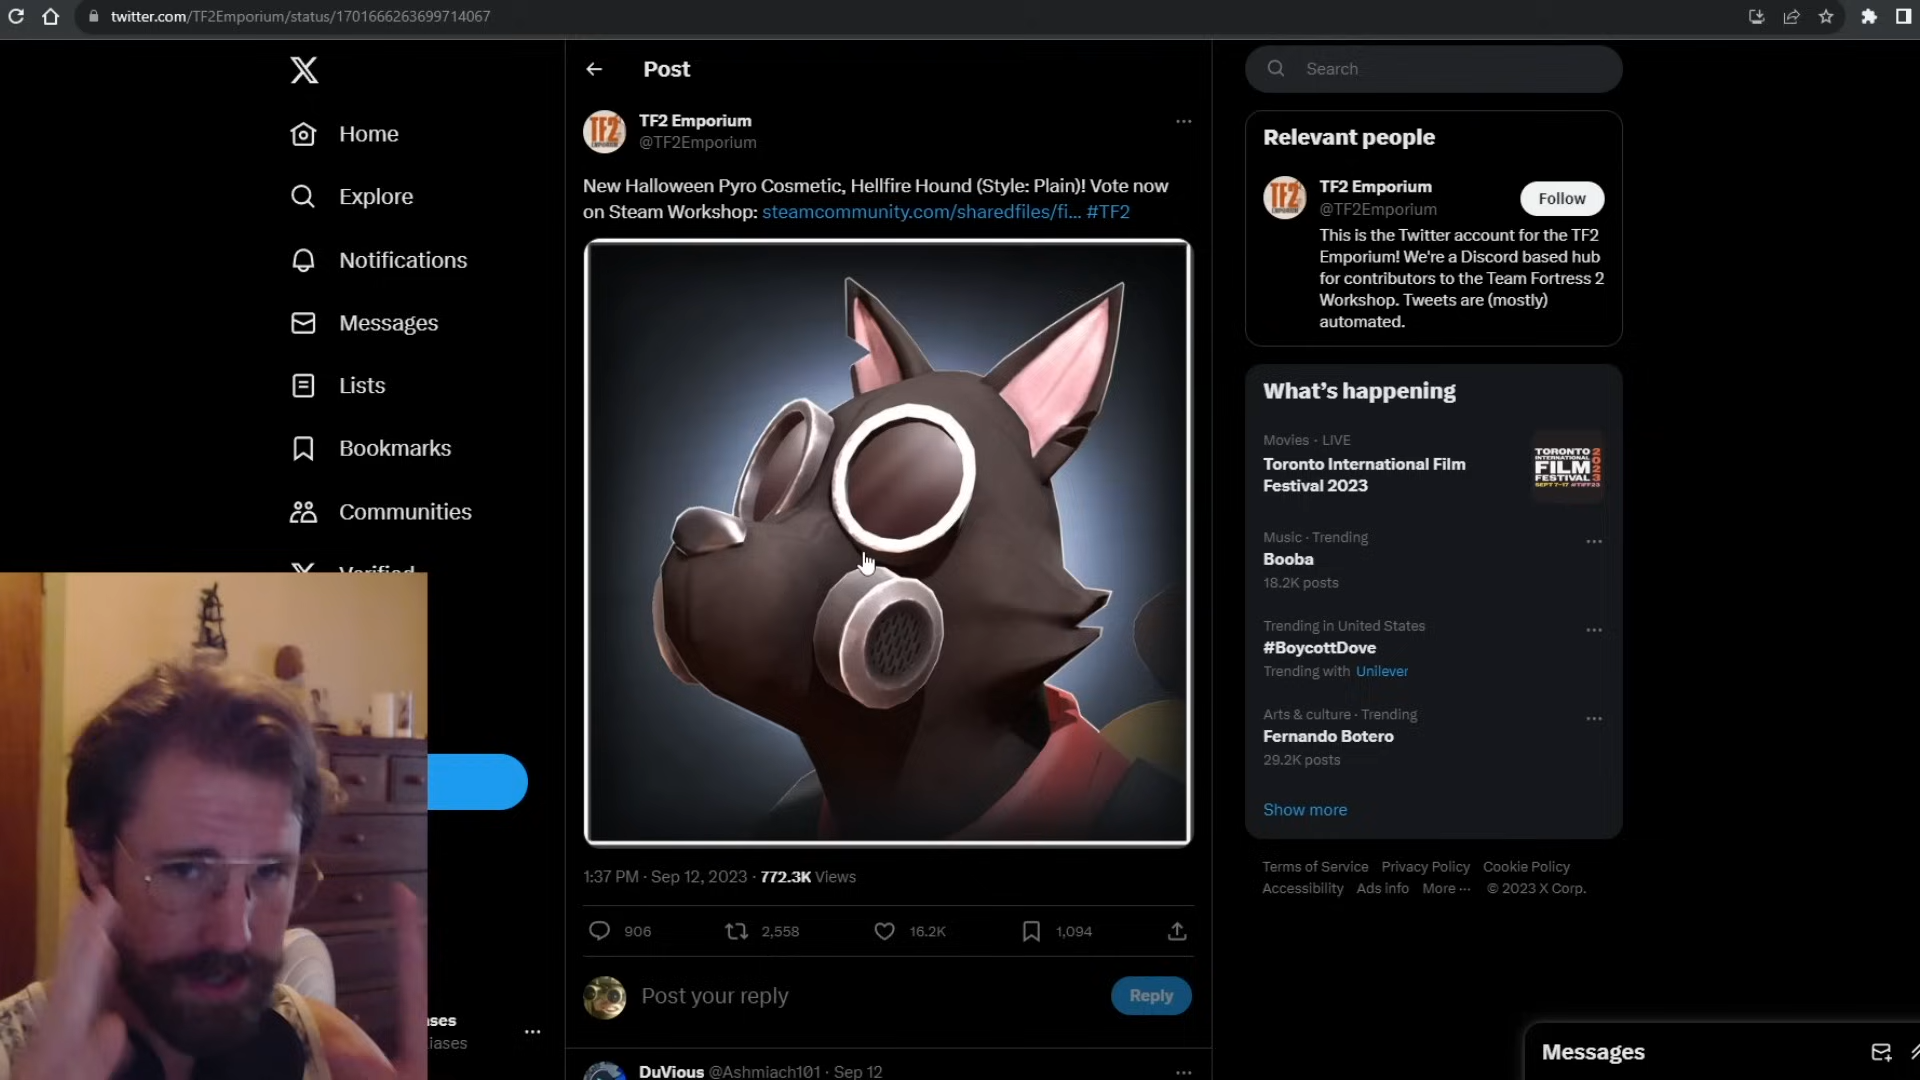 twitter.com/TF2Emporium/status/1701666263699714067
Home
Explore
Notifications
Messages
Lists
Bookmarks
Communities
Verified
ases
iases
Post
TF2 Emporium
@TF2Emporium
New Halloween Pyro Cosmetic, Hellfire Hound (Style: Plain)! Vote now
on Steam Workshop: steamcommunity.com/sharedfiles/fi... #TF2
1:37 PM · Sep 12, 2023 · 772.3K Views
906 2,558 16.2K 1,094
Post your reply
Reply
DuVious @Ashmiach101 · Sep 12
Search
Relevant people
TF2 Emporium
@TF2Emporium
Follow
This is the Twitter account for the TF2
Emporium! We're a Discord based hub
for contributors to the Team Fortress 2
Workshop. Tweets are (mostly)
automated.
What's happening
Movies · LIVE
Toronto International Film
Festival 2023
TORONTO
INTERNATIONAL
FILM
FESTIVAL
2023
Music · Trending
Booba
18.2K posts
Trending in United States
#BoycottDove
Trending with Unilever
Arts & culture · Trending
Fernando Botero
29.2K posts
Show more
Terms of Service Privacy Policy Cookie Policy
Accessibility Ads info More ··· © 2023 X Corp.
Messages